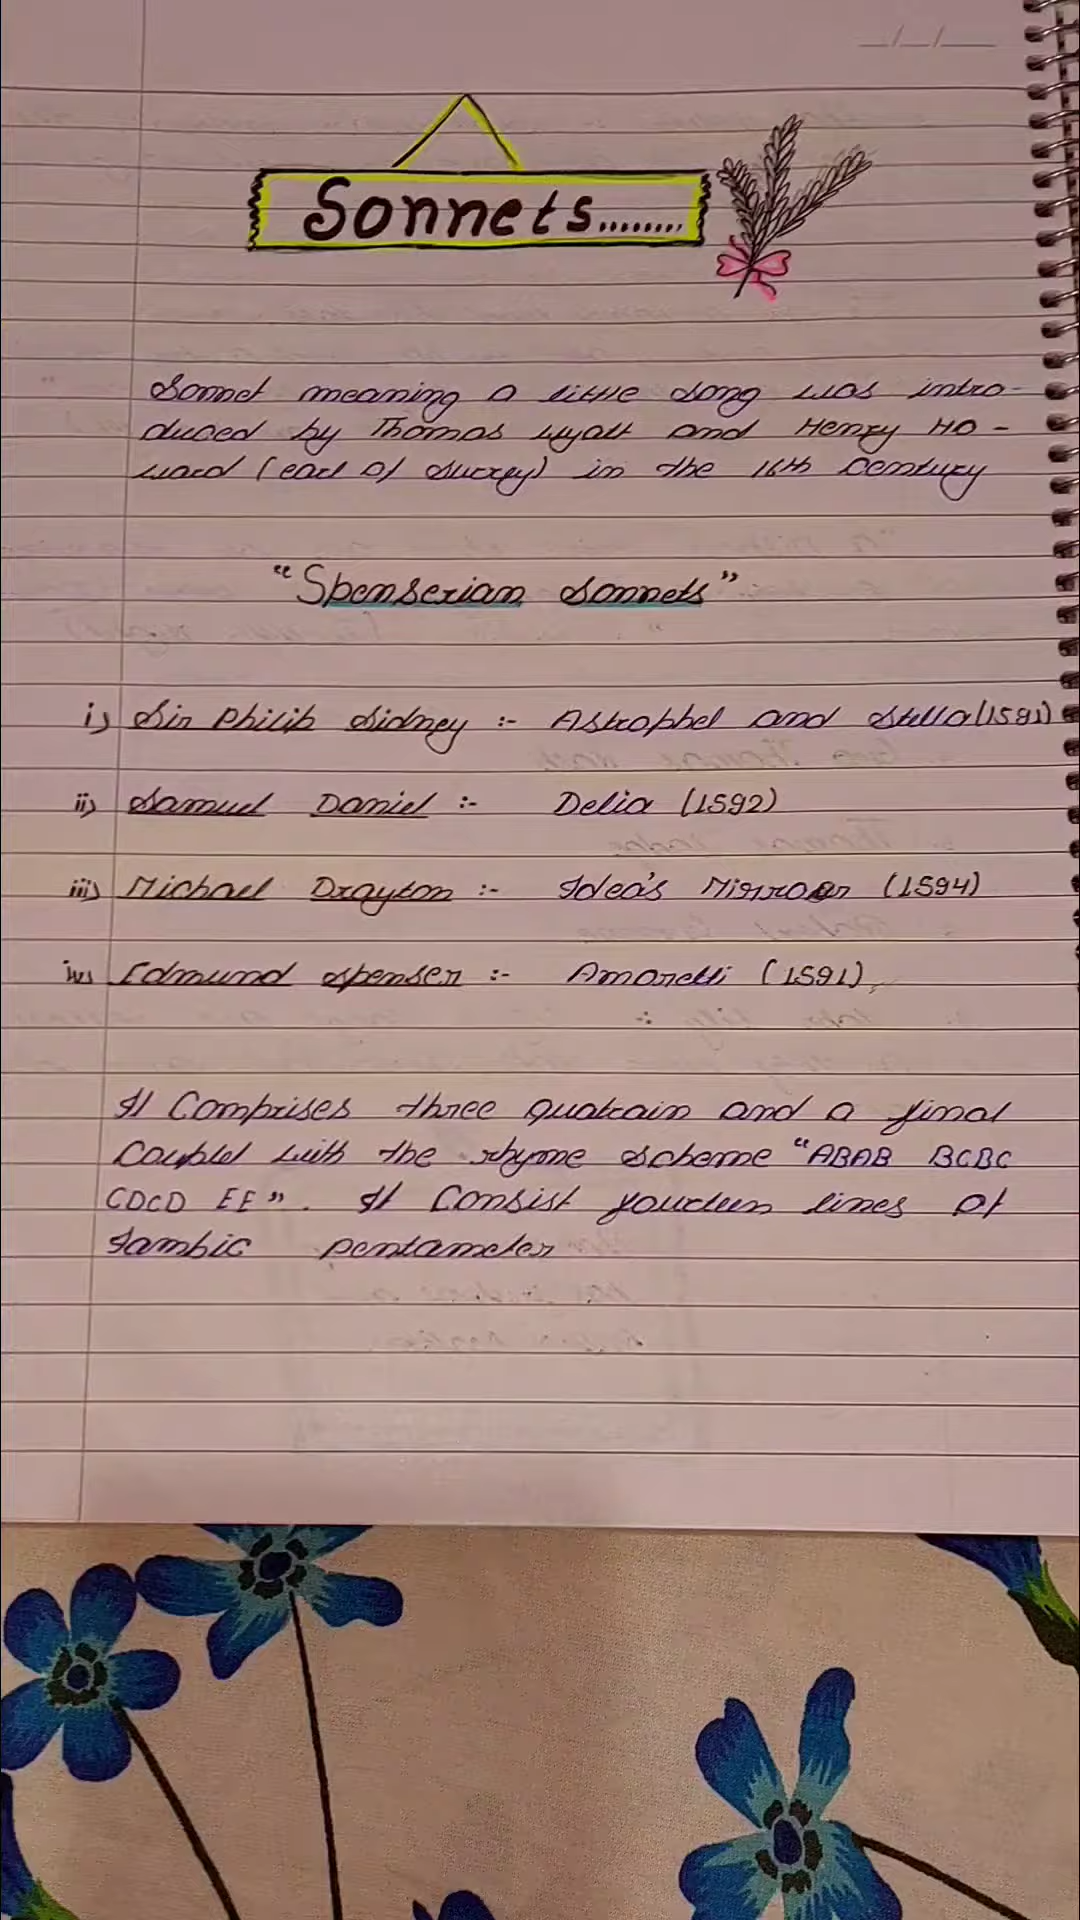 Sonnets........
Sonnet meaning a little song was intro-
duced by Thomas Wyatt and Henry Ho-
ward (earl of Surrey) in the 16th Century
"Spenserian Sonnets"
i) Sir Philip Sidney :- Astrophel and Stella (1591)
ii) Samuel Daniel :- Delia (1592)
iii) Michael Drayton :- Idea's Mirror (1594)
iv) Edmund Spenser :- Amoretti (1591)
It Comprises three quatrain and a final
Couplet with the rhyme scheme "ABAB BCBC
CDCD EE". It Consist fourteen lines of
Iambic pentameter